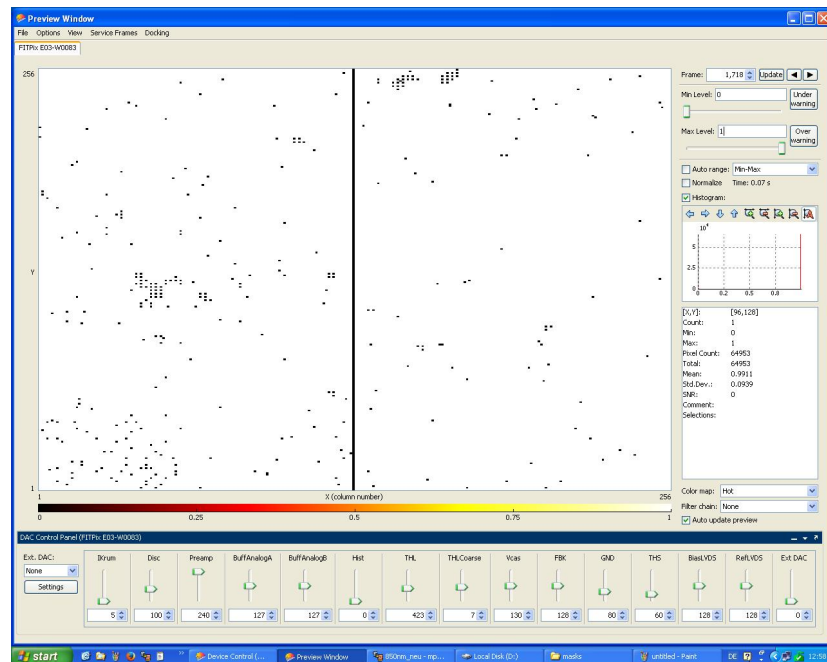 Preview Window
File Options View Service Frames Docking
FITPix E03-W0083
256
Y
1
1
X (column number)
256
0
0.25
0.5
0.75
1
Frame: 1,718 Update
Min Level: 0
Under warning
Max Level: 1
Over warning
Auto range: Min-Max
Normalize Time: 0.07 s
Histogram:
10^4
5
2.5
0
0 0.2 0.5 0.8
[X,Y]: [96,128]
Count: 1
Min: 0
Max: 1
Pixel Count: 64953
Total: 64953
Mean: 0.9911
Std.Dev.: 0.0939
SNR: 0
Comment:
Selections:
Color map: Hot
Filter chain: None
Auto update preview
DAC Control Panel (FITPix E03-W0083)
Ext. DAC:
None
Settings
IKrum Disc Preamp BuffAnalogA BuffAnalogB Hist THL THLCoarse Vcas FBK GND THS BiasLVDS RefLVDS Ext DAC
5 100 240 127 127 0 423 7 130 128 80 60 128 128 0
start
Device Control (...
Preview Window
850nm_neu - mp...
Local Disk (D:)
masks
untitled - Paint
DE
12:58